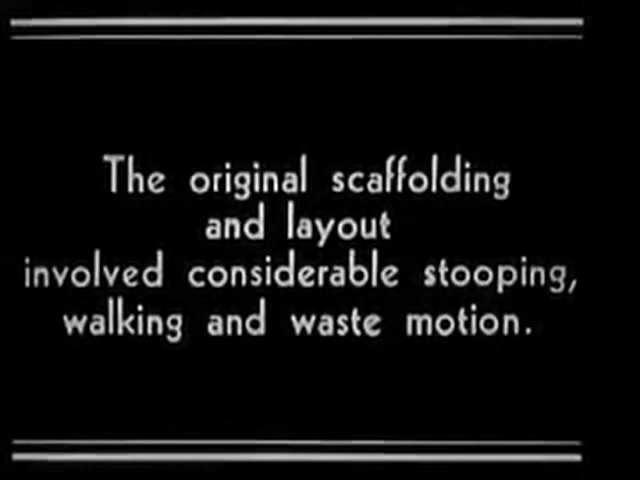 The original scaffolding
and layout
involved considerable stooping,
walking and waste motion.